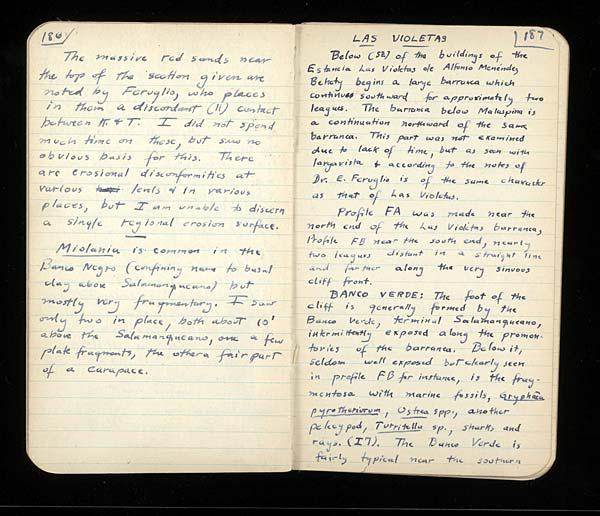 186
The massive red sands near
the top of the section given are
noted by Feruglio, who places
in them a discordant (11) contact
between K. & T. I did not spend
much time on these, but saw no
obvious basis for this. There
are erosional disconformities at
various levels & in various
places, but I am unable to discern
a single regional erosion surface.
Miolania is common in the
Banco Negro (confining name to basal
clay above Salamanqueano) but
mostly very fragmentary. I saw
only two in place, both about 10'
above the Salamanqueano, one a few
plate fragments, the other a fair part
of a carapace.
187
LAS VIOLETAS
Below (SE) of the buildings of the
Estancia Las Violetas de Alfonso Menéndez
Behety begins a large barranca which
continues southward for approximately two
leagues. The barranca below Malaspina is
a continuation northward of the same
barranca. This part was not examined
due to lack of time, but as seen with
largavista & according to the notes of
Dr. E. Feruglio is of the same character
as that of Las Violetas.
Profile FA was made near the
north end of the Las Violetas barranca,
Profile FB near the south end, nearly
two leagues distant in a straight line
and farther along the very sinuous
cliff front.
BANCO VERDE: The foot of the
cliff is generally formed by the
Banco Verde, terminal Salamanqueano,
intermittently exposed along the promon-
tories of the barranca. Below it,
seldom well exposed but clearly seen
in profile FB for instance, is the frag-
mentosa with marine fossils, Gryphaea
pyrotheriorum, Ostrea spp., another
pelecypod, Turritella sp., sharks and
rays. (I7). The Banco Verde is
fairly typical near the southern